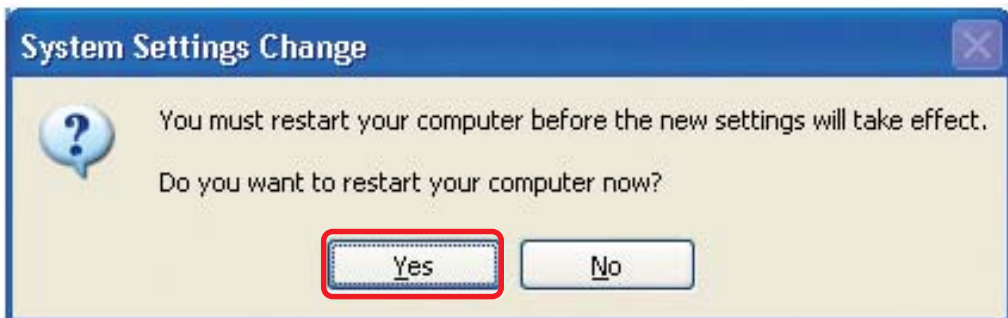 System Settings Change
You must restart your computer before the new settings will take effect.
Do you want to restart your computer now?
Yes
No